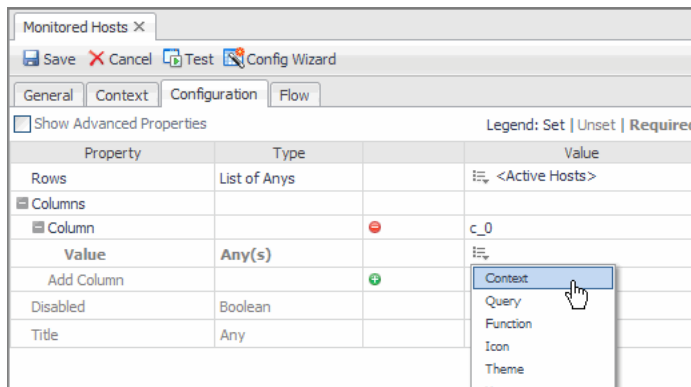 Monitored Hosts
Save Cancel Test Config Wizard
General Context Configuration Flow
Show Advanced Properties Legend: Set | Unset | Required
Property Type Value
Rows List of Anys <Active Hosts>
Columns
Column c_0
Value Any(s)
Add Column
Context
Query
Disabled Boolean
Function
Title Any
Icon
Theme